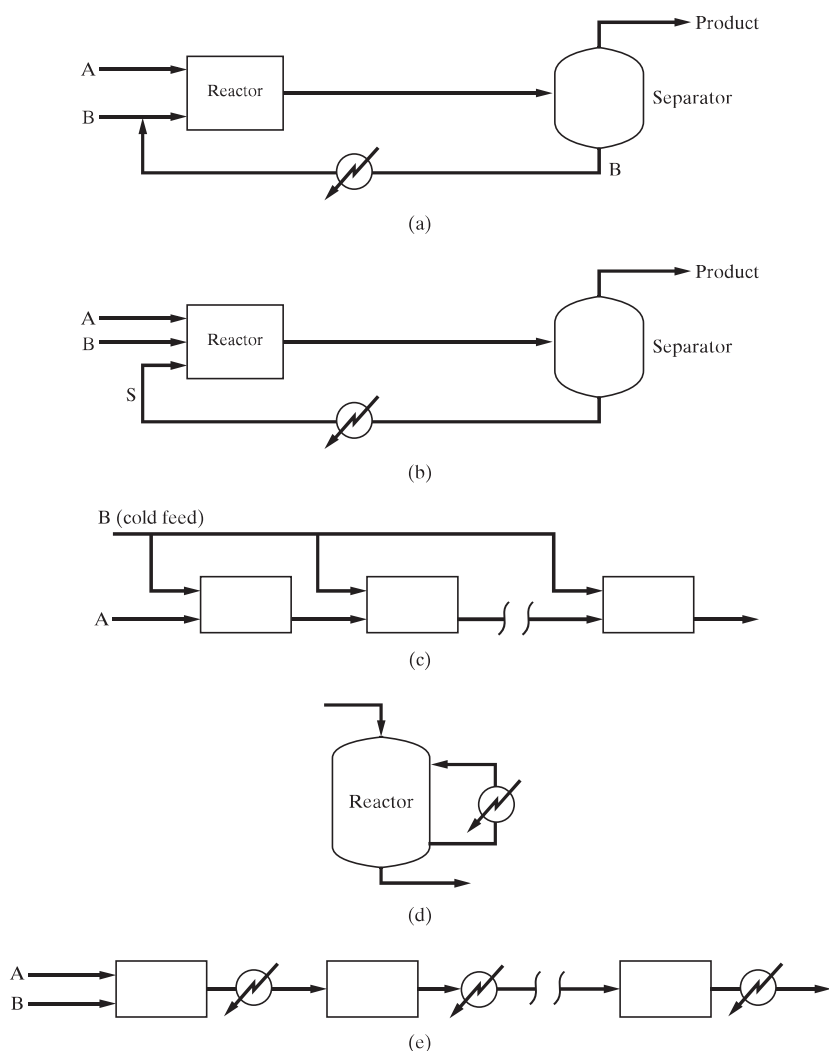 Product
A
Reactor
B
Separator
B
(a)
Product
A
Reactor
B
Separator
S
(b)
B (cold feed)
A
(c)
Reactor
(d)
A
B
(e)